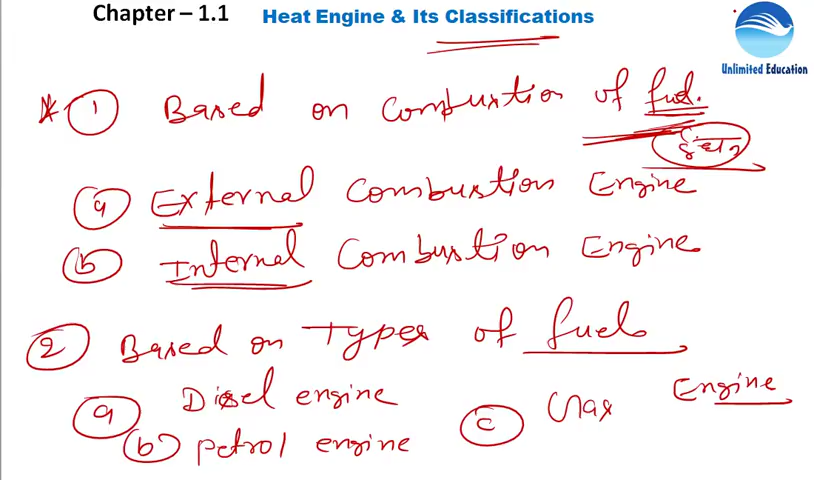 Chapter – 1.1 Heat Engine & Its Classifications
Unlimited Education
1 Based on Combustion of fuel.
a External Combustion Engine
b Internal Combustion Engine
2 Based on Types of fuels
a Diesel engine
b petrol engine
c Gas Engine